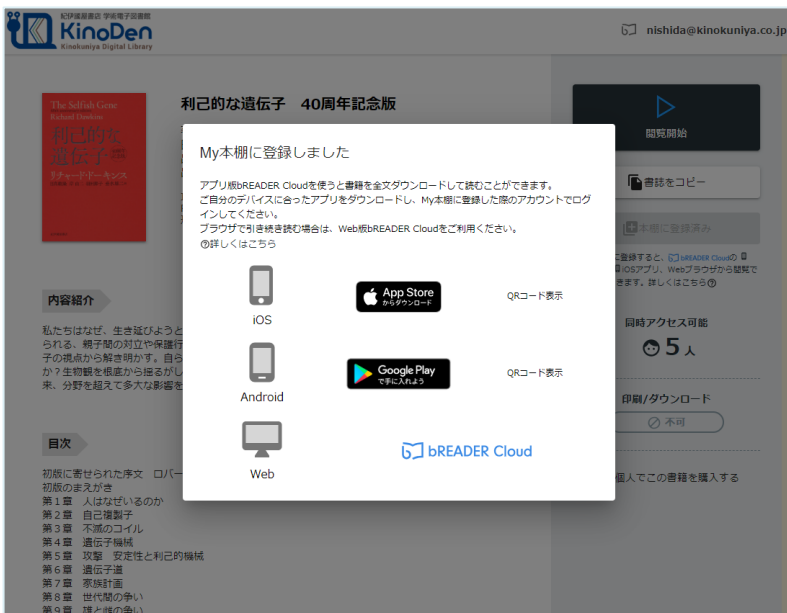 紀伊國屋書店 学術電子図書館
KinoDen
Kinokuniya Digital Library
nishida@kinokuniya.co.jp
The Selfish Gene
Richard Dawkins
利己的な
遺伝子
リチャード・ドーキンス
利己的な遺伝子 40周年記念版
閲覧開始
書誌をコピー
本棚に登録済み
に登録すると、bREADER Cloudの
iOSアプリ、Webブラウザから閲覧で
きます。詳しくはこちら
同時アクセス可能
5人
印刷/ダウンロード
不可
個人でこの書籍を購入する
My本棚に登録しました
アプリ版bREADER Cloudを使うと書籍を全文ダウンロードして読むことができます。
ご自分のデバイスに合ったアプリをダウンロードし、My本棚に登録した際のアカウントでログ
インしてください。
ブラウザで引き続き読む場合は、Web版bREADER Cloudをご利用ください。
詳しくはこちら
iOS
App Store
からダウンロード
QRコード表示
Android
Google Play
で手に入れよう
QRコード表示
Web
bREADER Cloud
内容紹介
私たちはなぜ、生き延びようと
られる、親子間の対立や保護行
子の視点から解き明かす。自ら
か？生物観を根底から揺るがし
来、分野を超えて多大な影響を
目次
初版に寄せられた序文 ロバー
初版のまえがき
第1章 人はなぜいるのか
第2章 自己複製子
第3章 不滅のコイル
第4章 遺伝子機械
第5章 攻撃 安定性と利己的機械
第6章 遺伝子道
第7章 家族計画
第8章 世代間の争い
第9章 雄と雌の争い